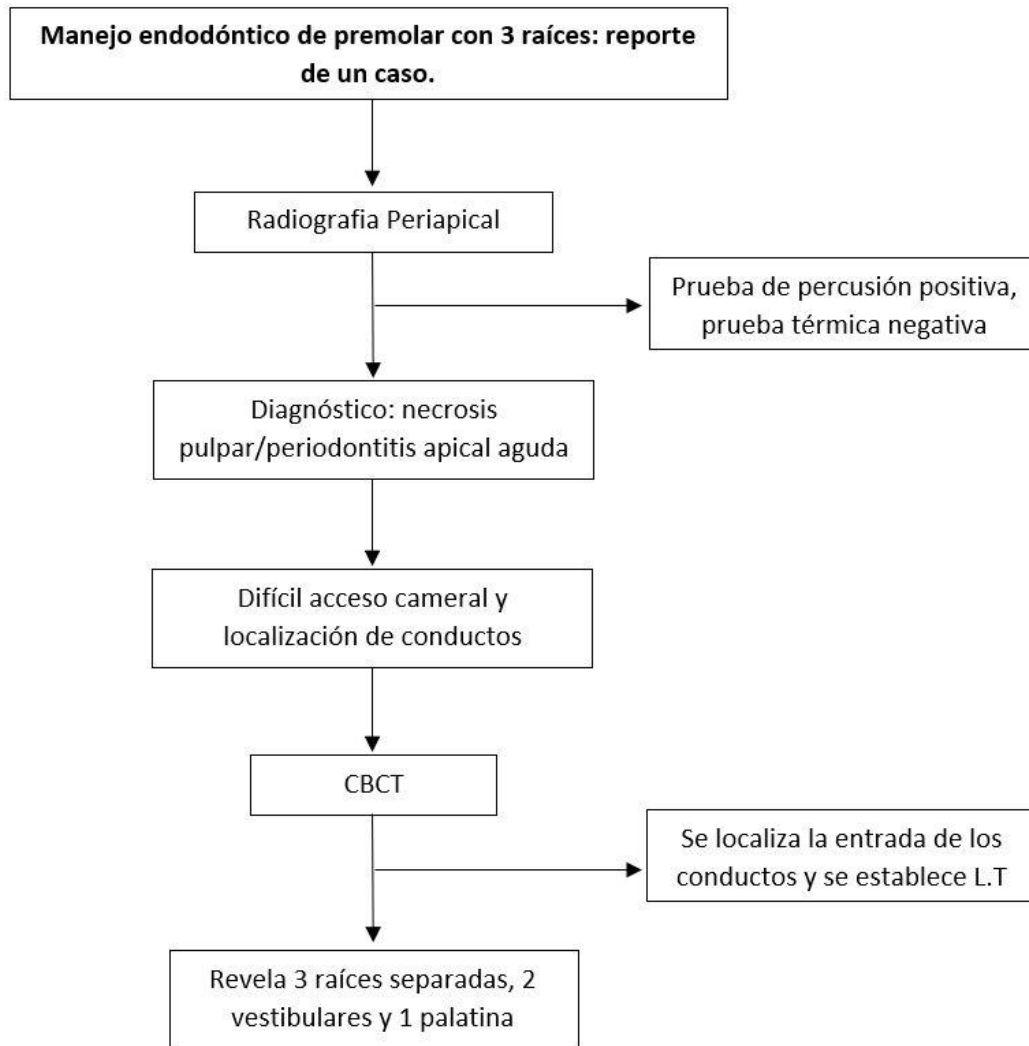 Manejo endodóntico de premolar con 3 raíces: reporte
de un caso.
Radiografia Periapical
Prueba de percusión positiva,
prueba térmica negativa
Diagnóstico: necrosis
pulpar/periodontitis apical aguda
Difícil acceso cameral y
localización de conductos
CBCT
Se localiza la entrada de los
conductos y se establece L.T
Revela 3 raíces separadas, 2
vestibulares y 1 palatina